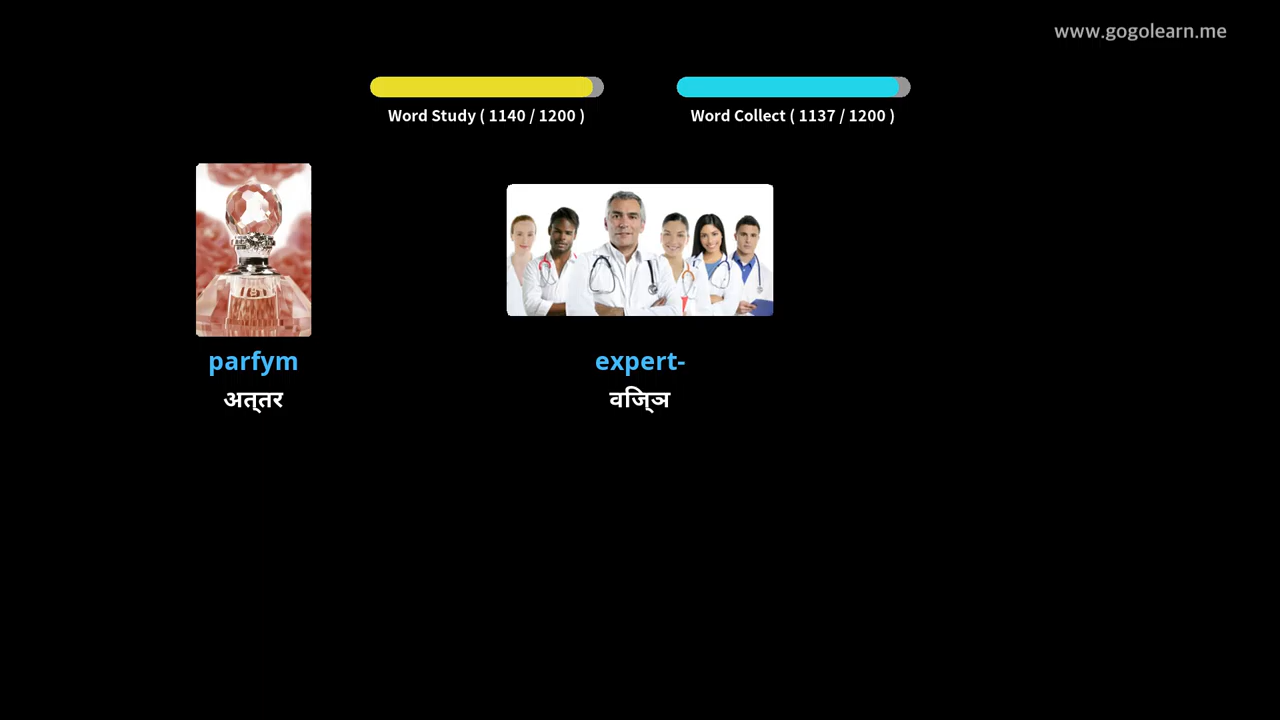 www.gogolearn.me
Word Study ( 1140 / 1200 )
Word Collect ( 1137 / 1200 )
parfym
अत्तर
expert-
विज्ञ